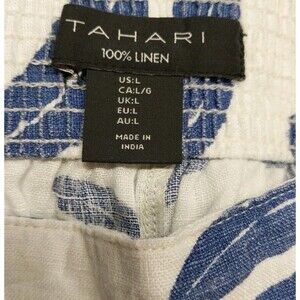 TAHARI
100% LINEN
US:L
CA:L/G
UK:L
EU:L
AU:L
MADE IN
INDIA